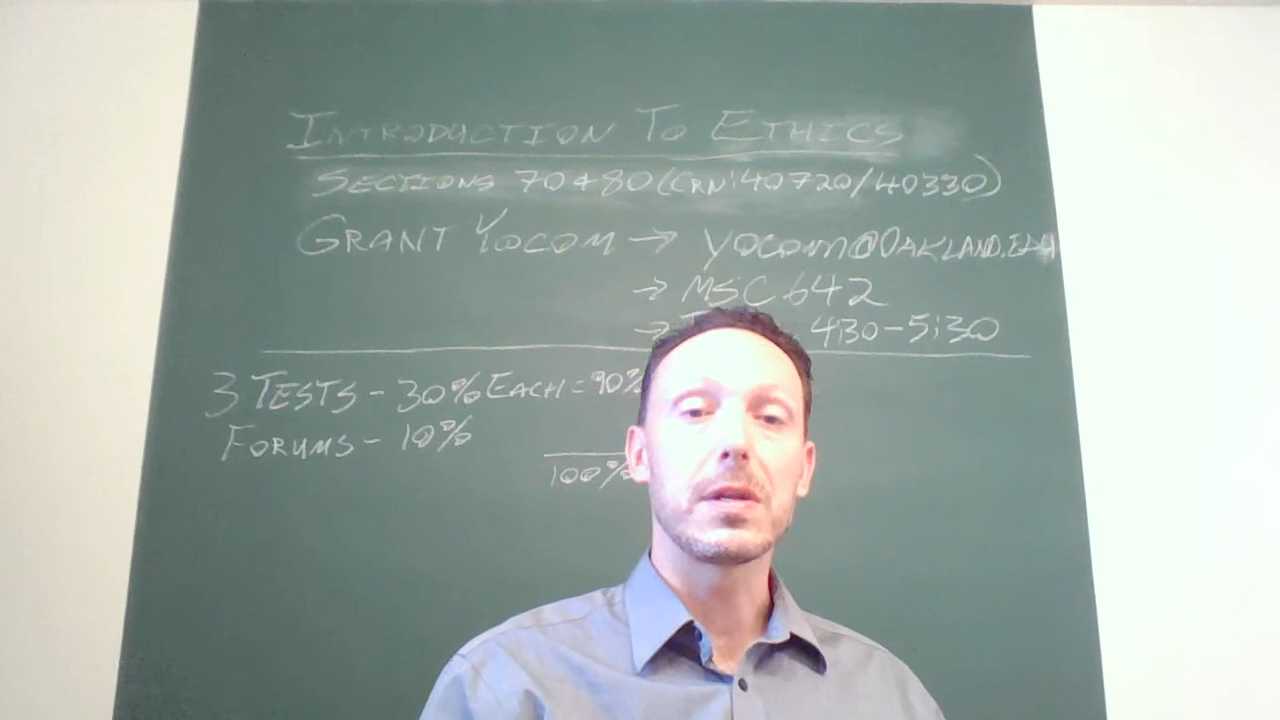 INTRODUCTION TO ETHICS
SECTIONS 70+80 (CRN:40720/40330)
GRANT YOCOM → YOCOM@OAKLAND.EDU
→ MSC 642
→ 4:30-5:30
3 TESTS - 30% EACH = 90%
FORUMS - 10%
100%